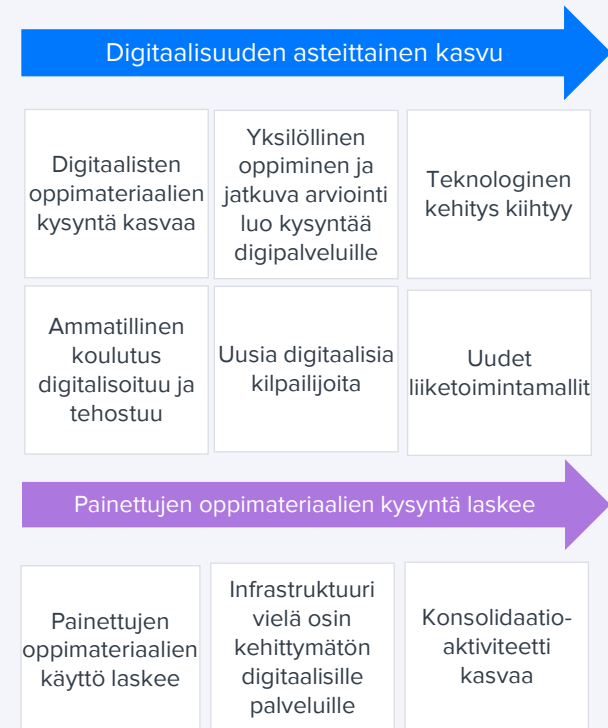 Digitaalisuuden asteittainen kasvu
Digitaalisten
oppimateriaalien
kysyntä kasvaa
Yksilöllinen
oppiminen ja
jatkuva arviointi
luo kysyntää
digipalveluille
Teknologinen
kehitys kiihtyy
Ammatillinen
koulutus
digitalisoituu ja
tehostuu
Uusia digitaalisia
kilpailijoita
Uudet
liiketoimintamallit
Painettujen oppimateriaalien kysyntä laskee
Painettujen
oppimateriaalien
käyttö laskee
Infrastruktuuri
vielä osin
kehittymätön
digitaalisille
palveluille
Konsolidaatio-
aktiviteetti
kasvaa